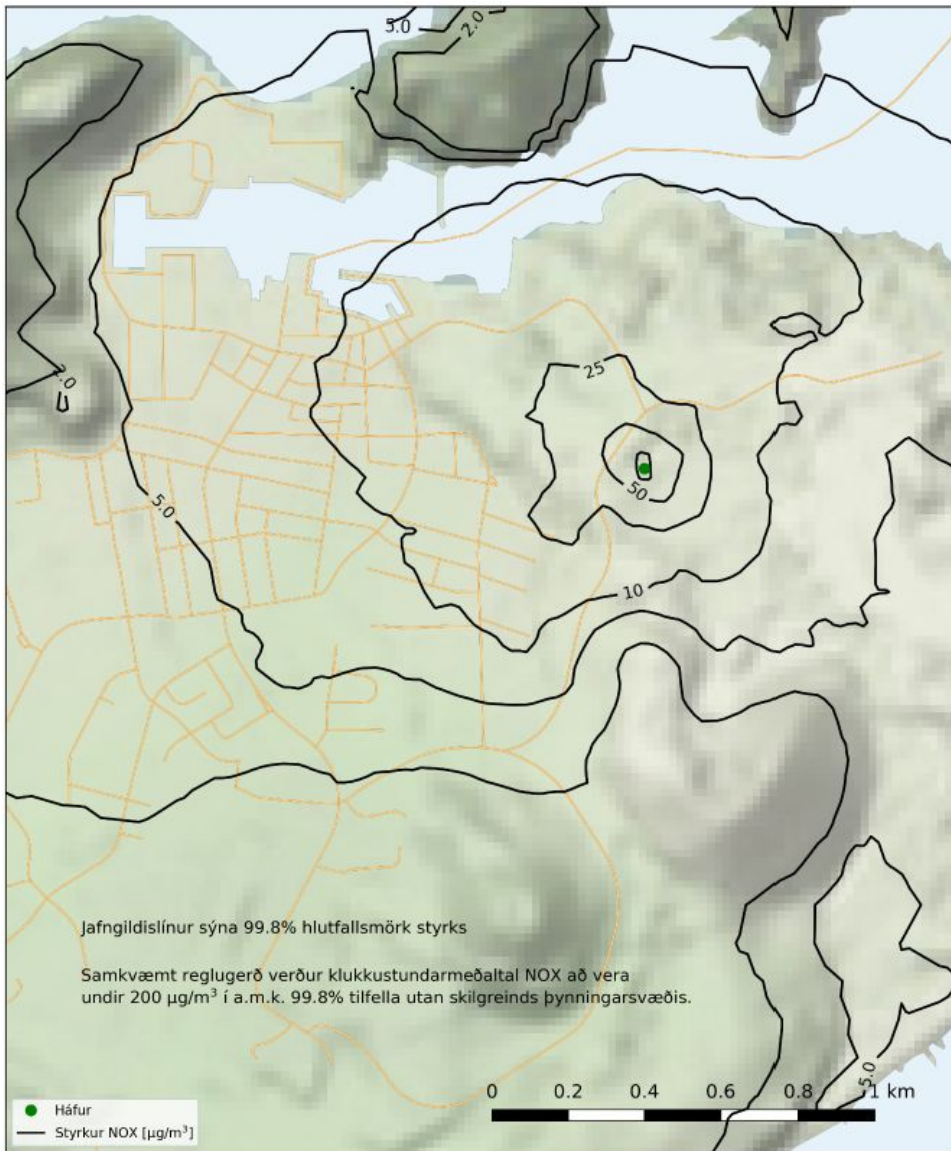 5.0
2.0
2.0
25
50
5.0
10
Jafngildislínur sýna 99.8% hlutfallsmörk styrks
Samkvæmt reglugerð verður klukkustundarmeðaltal NOX að vera
undir 200 µg/m³ í a.m.k. 99.8% tilfella utan skilgreinds þynningarsvæðis.
5.0
0 0.2 0.4 0.6 0.8 1 km
Háfur
Styrkur NOX [µg/m³]